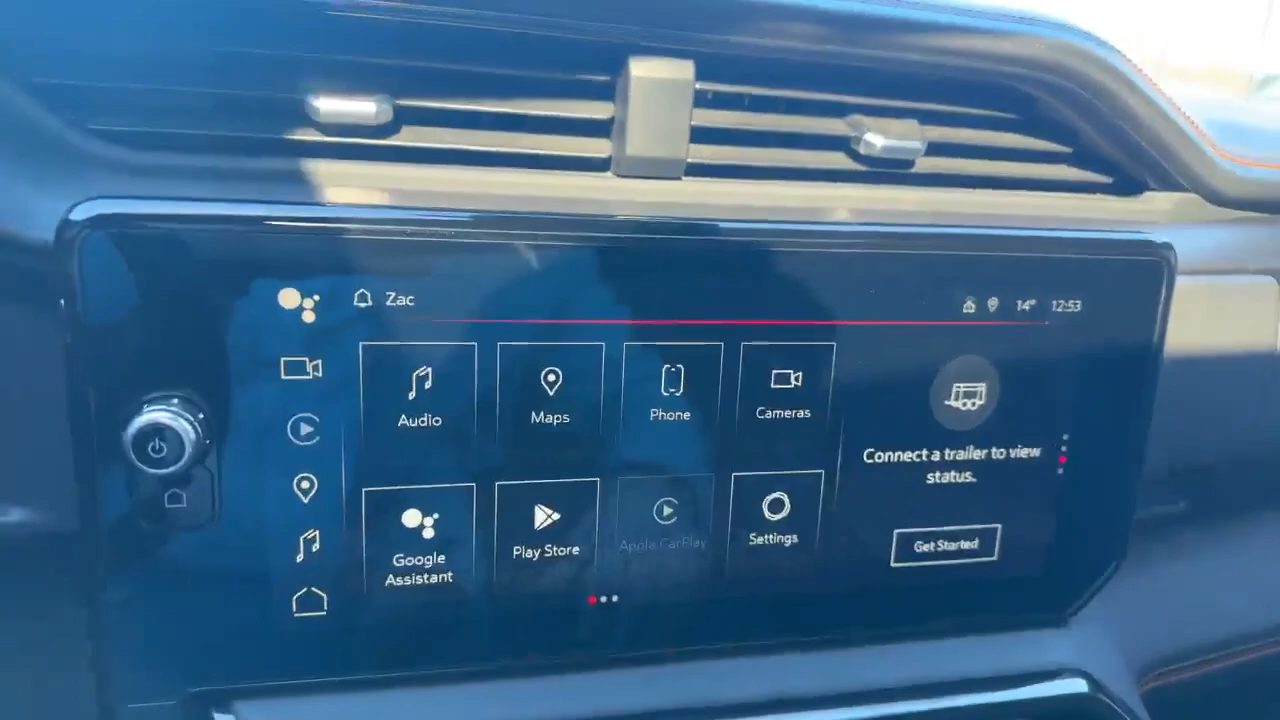 Zac
14° 12:53
Audio
Maps
Phone
Cameras
Connect a trailer to view
status.
Google
Assistant
Play Store
Apple CarPlay
Settings
Get Started